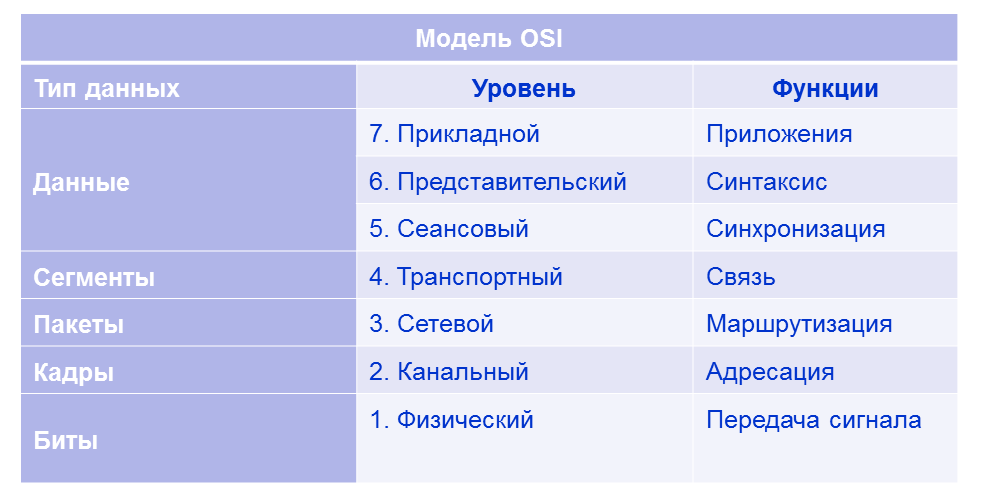 Модель OSI
Тип данных Уровень Функции
Данные 7. Прикладной Приложения
6. Представительский Синтаксис
5. Сеансовый Синхронизация
Сегменты 4. Транспортный Связь
Пакеты 3. Сетевой Маршрутизация
Кадры 2. Канальный Адресация
Биты 1. Физический Передача сигнала